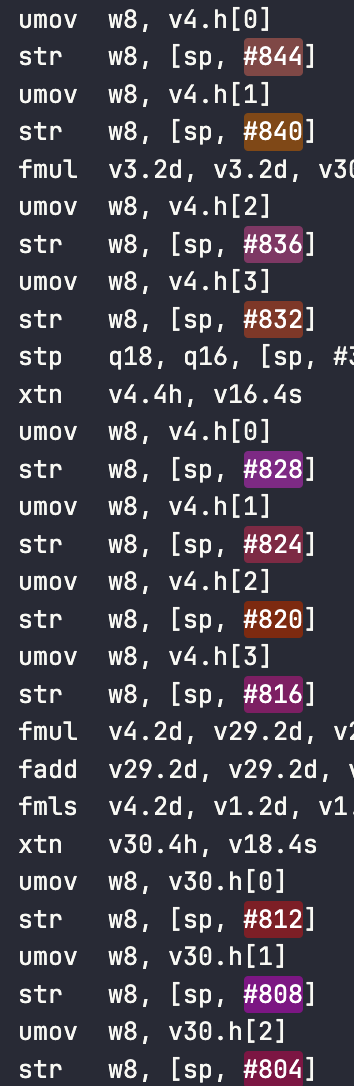 umov w8, v4.h[0]
str w8, [sp, #844]
umov w8, v4.h[1]
str w8, [sp, #840]
fmul v3.2d, v3.2d, v30
umov w8, v4.h[2]
str w8, [sp, #836]
umov w8, v4.h[3]
str w8, [sp, #832]
stp q18, q16, [sp, #3
xtn v4.4h, v16.4s
umov w8, v4.h[0]
str w8, [sp, #828]
umov w8, v4.h[1]
str w8, [sp, #824]
umov w8, v4.h[2]
str w8, [sp, #820]
umov w8, v4.h[3]
str w8, [sp, #816]
fmul v4.2d, v29.2d, v2
fadd v29.2d, v29.2d, v
fmls v4.2d, v1.2d, v1.
xtn v30.4h, v18.4s
umov w8, v30.h[0]
str w8, [sp, #812]
umov w8, v30.h[1]
str w8, [sp, #808]
umov w8, v30.h[2]
str w8, [sp, #804]